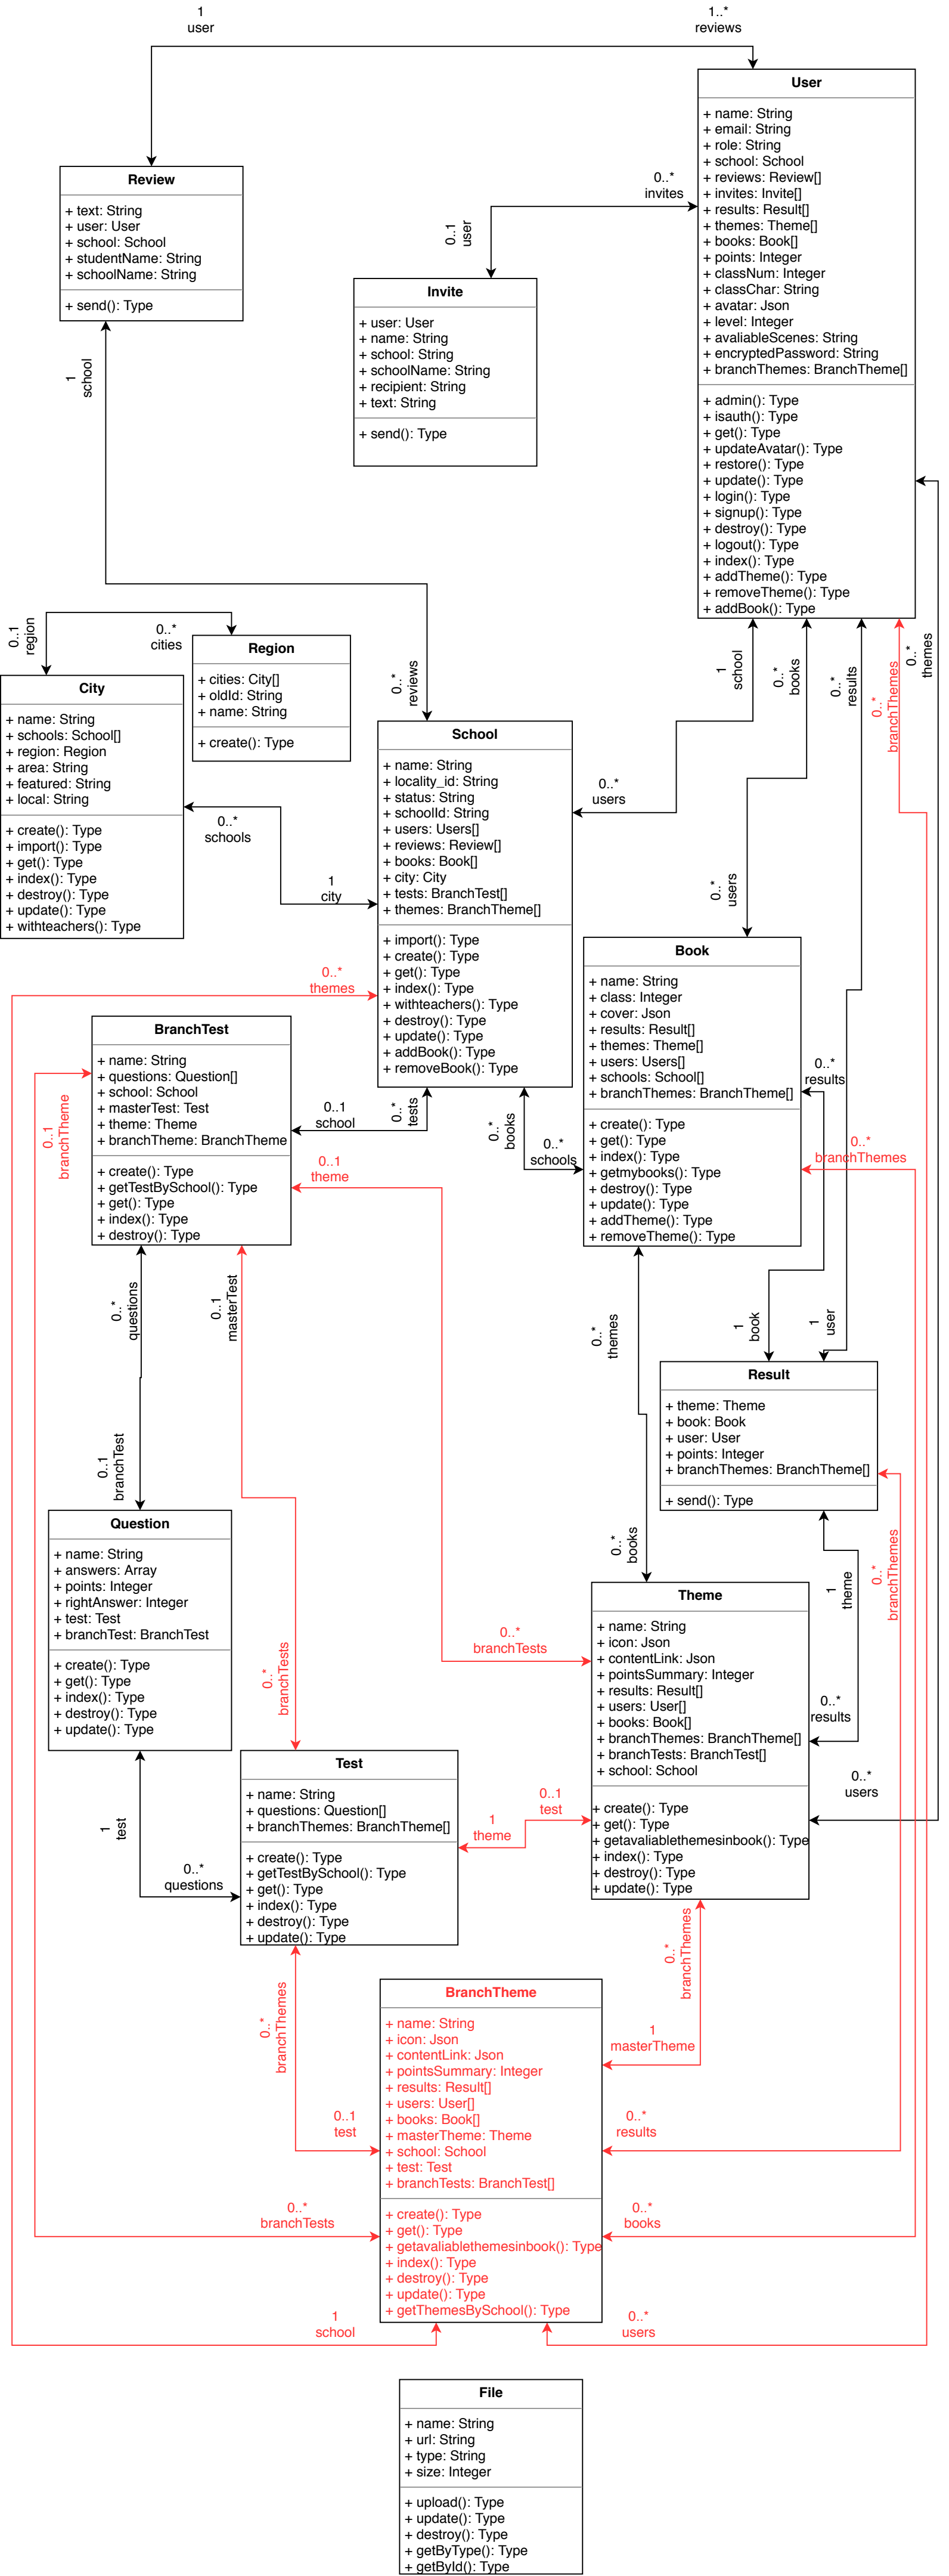 1
user
1..*
reviews
User
+ name: String
+ email: String
+ role: String
+ school: School
+ reviews: Review[]
+ invites: Invite[]
+ results: Result[]
+ themes: Theme[]
+ books: Book[]
+ points: Integer
+ classNum: Integer
+ classChar: String
+ avatar: Json
+ level: Integer
+ avaliableScenes: String
+ encryptedPassword: String
+ branchThemes: BranchTheme[]
+ admin(): Type
+ isauth(): Type
+ get(): Type
+ updateAvatar(): Type
+ restore(): Type
+ update(): Type
+ login(): Type
+ signup(): Type
+ destroy(): Type
+ logout(): Type
+ index(): Type
+ addTheme(): Type
+ removeTheme(): Type
+ addBook(): Type
Review
+ text: String
+ user: User
+ school: School
+ studentName: String
+ schoolName: String
+ send(): Type
0..*
invites
0..1
user
Invite
+ user: User
+ name: String
+ school: String
+ schoolName: String
+ recipient: String
+ text: String
+ send(): Type
1
school
0..1
region
0..*
cities
Region
+ cities: City[]
+ oldId: String
+ name: String
+ create(): Type
City
+ name: String
+ schools: School[]
+ region: Region
+ area: String
+ featured: String
+ local: String
+ create(): Type
+ import(): Type
+ get(): Type
+ index(): Type
+ destroy(): Type
+ update(): Type
+ withteachers(): Type
0..*
schools
1
city
0..*
reviews
1
school
0..*
books
0..*
results
0..*
branchThemes
0..*
themes
School
+ name: String
+ locality_id: String
+ status: String
+ schoolId: String
+ users: Users[]
+ reviews: Review[]
+ books: Book[]
+ city: City
+ tests: BranchTest[]
+ themes: BranchTheme[]
+ import(): Type
+ create(): Type
+ get(): Type
+ index(): Type
+ withteachers(): Type
+ destroy(): Type
+ update(): Type
+ addBook(): Type
+ removeBook(): Type
0..*
users
0..*
users
0..*
themes
Book
+ name: String
+ class: Integer
+ cover: Json
+ results: Result[]
+ themes: Theme[]
+ users: Users[]
+ schools: School[]
+ branchThemes: BranchTheme[]
+ create(): Type
+ get(): Type
+ index(): Type
+ getmybooks(): Type
+ destroy(): Type
+ update(): Type
+ addTheme(): Type
+ removeTheme(): Type
0..*
results
0..*
branchThemes
BranchTest
+ name: String
+ questions: Question[]
+ school: School
+ masterTest: Test
+ theme: Theme
+ branchTheme: BranchTheme
+ create(): Type
+ getTestBySchool(): Type
+ get(): Type
+ index(): Type
+ destroy(): Type
0..1
branchTheme
0..1
school
0..*
tests
0..*
books
0..*
schools
0..1
theme
0..*
questions
0..1
masterTest
0..*
themes
1
book
1
user
Result
+ theme: Theme
+ book: Book
+ user: User
+ points: Integer
+ branchThemes: BranchTheme[]
+ send(): Type
0..1
branchTest
Question
+ name: String
+ answers: Array
+ points: Integer
+ rightAnswer: Integer
+ test: Test
+ branchTest: BranchTest
+ create(): Type
+ get(): Type
+ index(): Type
+ destroy(): Type
+ update(): Type
0..*
books
1
theme
0..*
branchThemes
0..*
branchTests
0..*
branchTests
Theme
+ name: String
+ icon: Json
+ contentLink: Json
+ pointsSummary: Integer
+ results: Result[]
+ users: User[]
+ books: Book[]
+ branchThemes: BranchTheme[]
+ branchTests: BranchTest[]
+ school: School
+ create(): Type
+ get(): Type
+ getavaliablethemesinbook(): Type
+ index(): Type
+ destroy(): Type
+ update(): Type
0..*
results
0..*
users
Test
+ name: String
+ questions: Question[]
+ branchThemes: BranchTheme[]
+ create(): Type
+ getTestBySchool(): Type
+ get(): Type
+ index(): Type
+ destroy(): Type
+ update(): Type
1
test
0..*
questions
0..1
test
1
theme
0..*
branchThemes
0..*
branchThemes
1
masterTheme
BranchTheme
+ name: String
+ icon: Json
+ contentLink: Json
+ pointsSummary: Integer
+ results: Result[]
+ users: User[]
+ books: Book[]
+ masterTheme: Theme
+ school: School
+ test: Test
+ branchTests: BranchTest[]
+ create(): Type
+ get(): Type
+ getavaliablethemesinbook(): Type
+ index(): Type
+ destroy(): Type
+ update(): Type
+ getThemesBySchool(): Type
0..1
test
0..*
results
0..*
branchTests
0..*
books
1
school
0..*
users
File
+ name: String
+ url: String
+ type: String
+ size: Integer
+ upload(): Type
+ update(): Type
+ destroy(): Type
+ getByType(): Type
+ getById(): Type